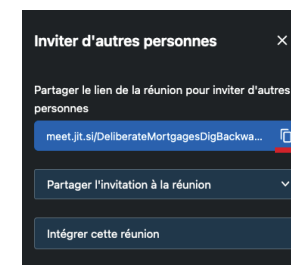 Inviter d'autres personnes
Partager le lien de la réunion pour inviter d'autres
personnes
meet.jit.si/DeliberateMortgagesDigBackwa...
Partager l'invitation à la réunion
Intégrer cette réunion